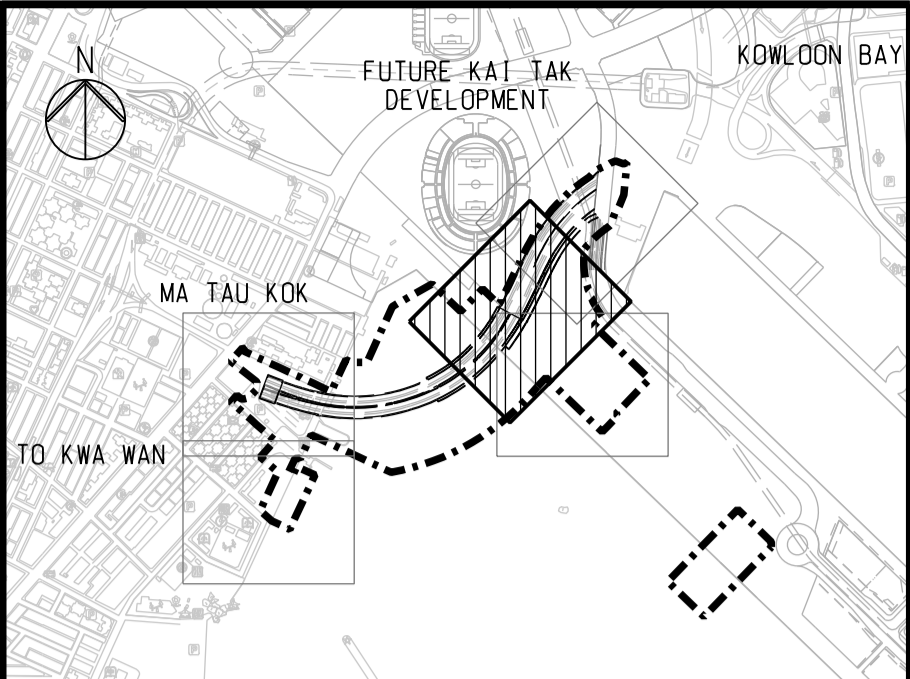 N
FUTURE KAI TAK
DEVELOPMENT
KOWLOON BAY
MA TAU KOK
TO KWA WAN